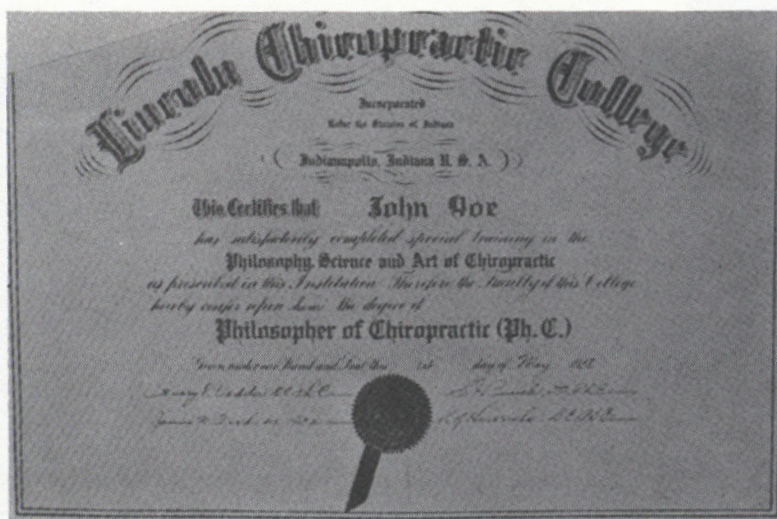 Lincoln Chiropractic College
Incorporated
Under the Statutes of Indiana
( Indianapolis, Indiana U. S. A. )
This Certifies that John Doe
has satisfactorily completed special training in the
Philosophy, Science and Art of Chiropractic
as presented in this Institution. Therefore the Faculty of this College
hereby confer upon him the degree of
Philosopher of Chiropractic (Ph. C.)
Given under our Hand and Seal this 1st day of May